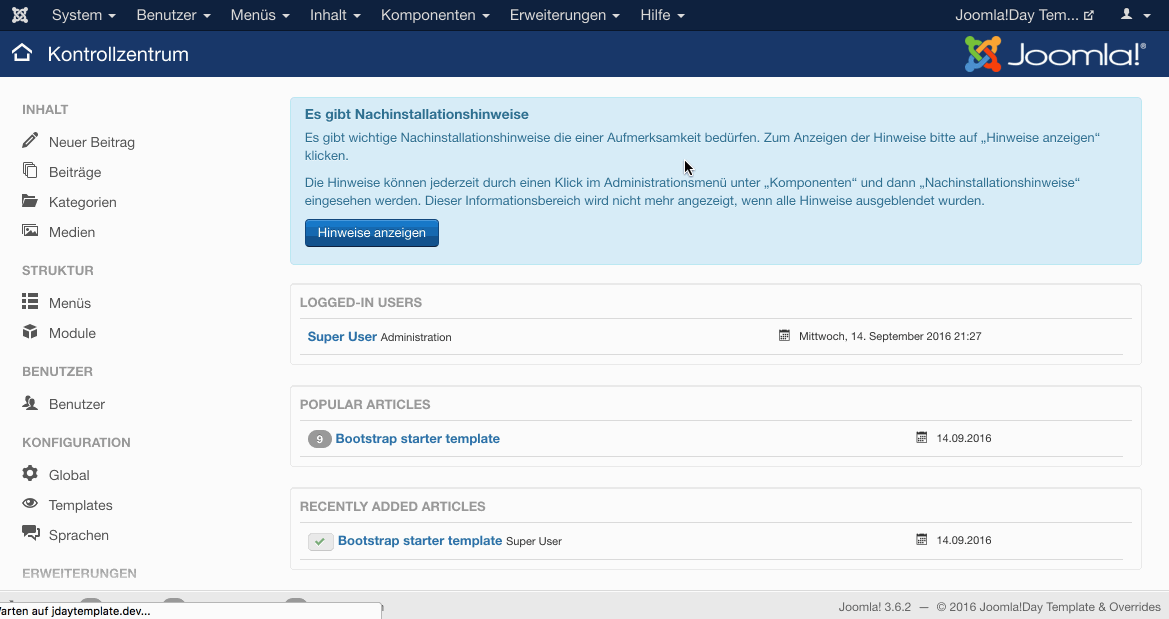 System Benutzer Menüs Inhalt Komponenten Erweiterungen Hilfe Joomla!Day Tem...
Kontrollzentrum Joomla!®
INHALT
Neuer Beitrag
Beiträge
Kategorien
Medien
STRUKTUR
Menüs
Module
BENUTZER
Benutzer
KONFIGURATION
Global
Templates
Sprachen
ERWEITERUNGEN
Es gibt Nachinstallationshinweise
Es gibt wichtige Nachinstallationshinweise die einer Aufmerksamkeit bedürfen. Zum Anzeigen der Hinweise bitte auf „Hinweise anzeigen“
klicken.
Die Hinweise können jederzeit durch einen Klick im Administrationsmenü unter „Komponenten“ und dann „Nachinstallationshinweise“
eingesehen werden. Dieser Informationsbereich wird nicht mehr angezeigt, wenn alle Hinweise ausgeblendet wurden.
Hinweise anzeigen
LOGGED-IN USERS
Super User Administration Mittwoch, 14. September 2016 21:27
POPULAR ARTICLES
9 Bootstrap starter template 14.09.2016
RECENTLY ADDED ARTICLES
Bootstrap starter template Super User 14.09.2016
arten auf jdaytemplate.dev...
Joomla! 3.6.2 — © 2016 Joomla!Day Template & Overrides